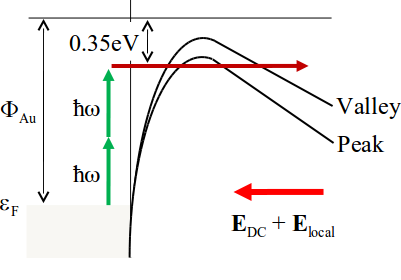 0.35eV
Φ_Au
ħω
Valley
Peak
ħω
ε_F
E_DC + E_local